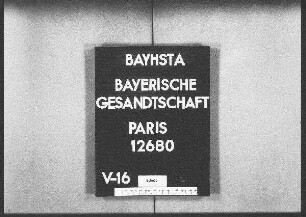 BAYHSTA
BAYERISCHE
GESANDTSCHAFT
PARIS
12680
V-16